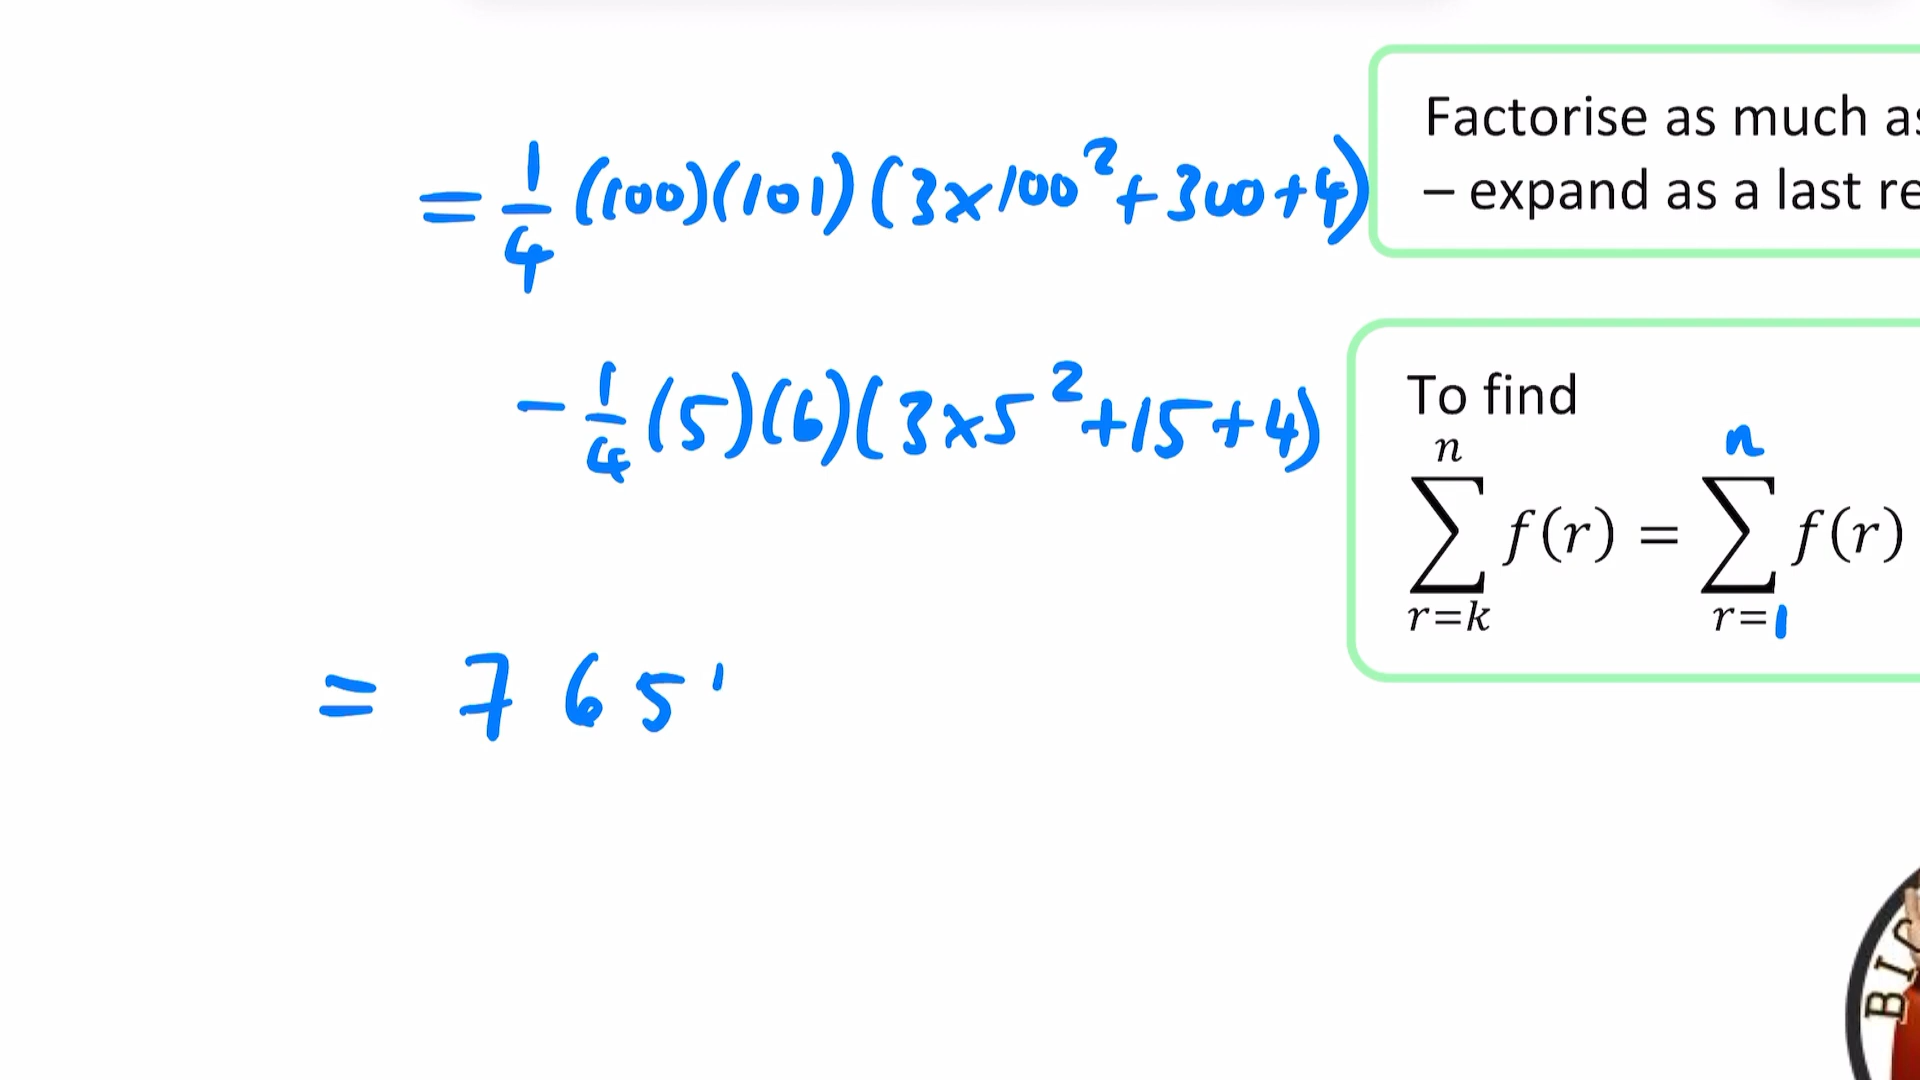 = 1/4 (100)(101)(3×100²+300+4)
- 1/4 (5)(6)(3×5²+15+4)
= 765
Factorise as much
– expand as a last
To find
n ∑ r=k f(r) = n ∑ r=1 f(r)